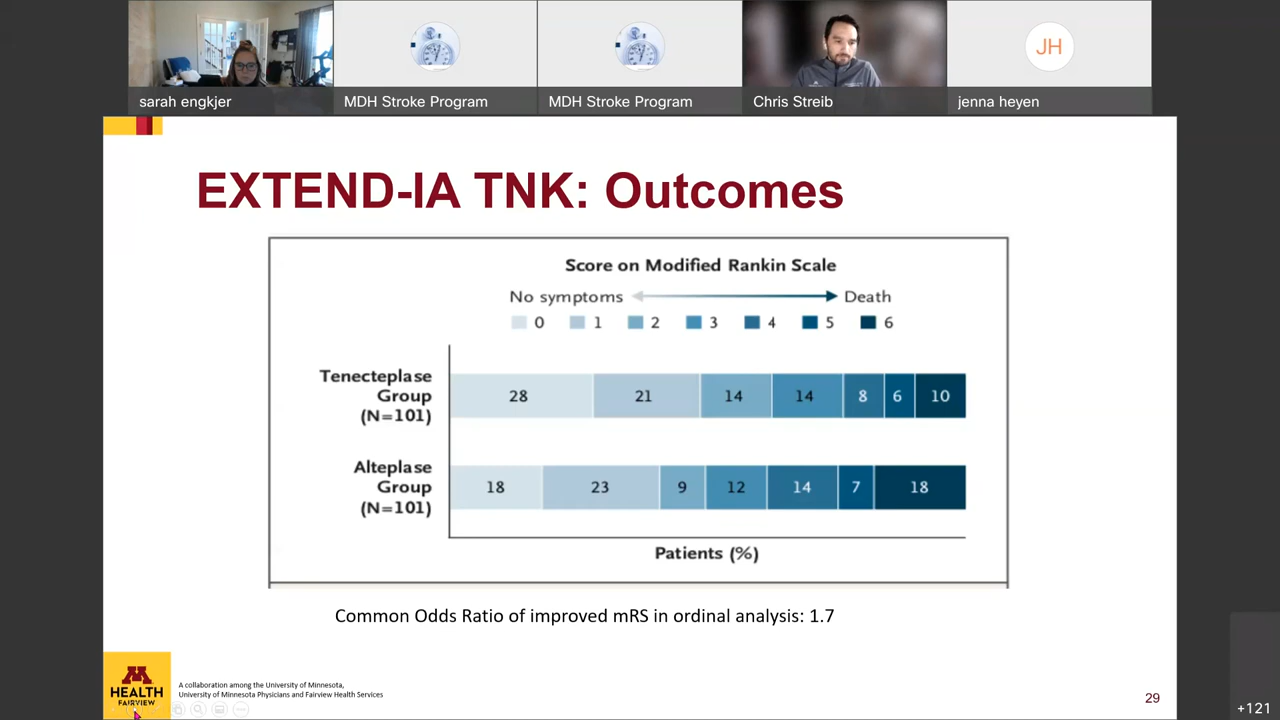 sarah engkjer
MDH Stroke Program
MDH Stroke Program
Chris Streib
JH
jenna heyen
EXTEND-IA TNK: Outcomes
Score on Modified Rankin Scale
No symptoms Death
0 1 2 3 4 5 6
Tenecteplase
Group
(N=101)
28 21 14 14 8 6 10
Alteplase
Group
(N=101)
18 23 9 12 14 7 18
Patients (%)
Common Odds Ratio of improved mRS in ordinal analysis: 1.7
M
HEALTH
FAIRVIEW
A collaboration among the University of Minnesota,
University of Minnesota Physicians and Fairview Health Services
29
+121